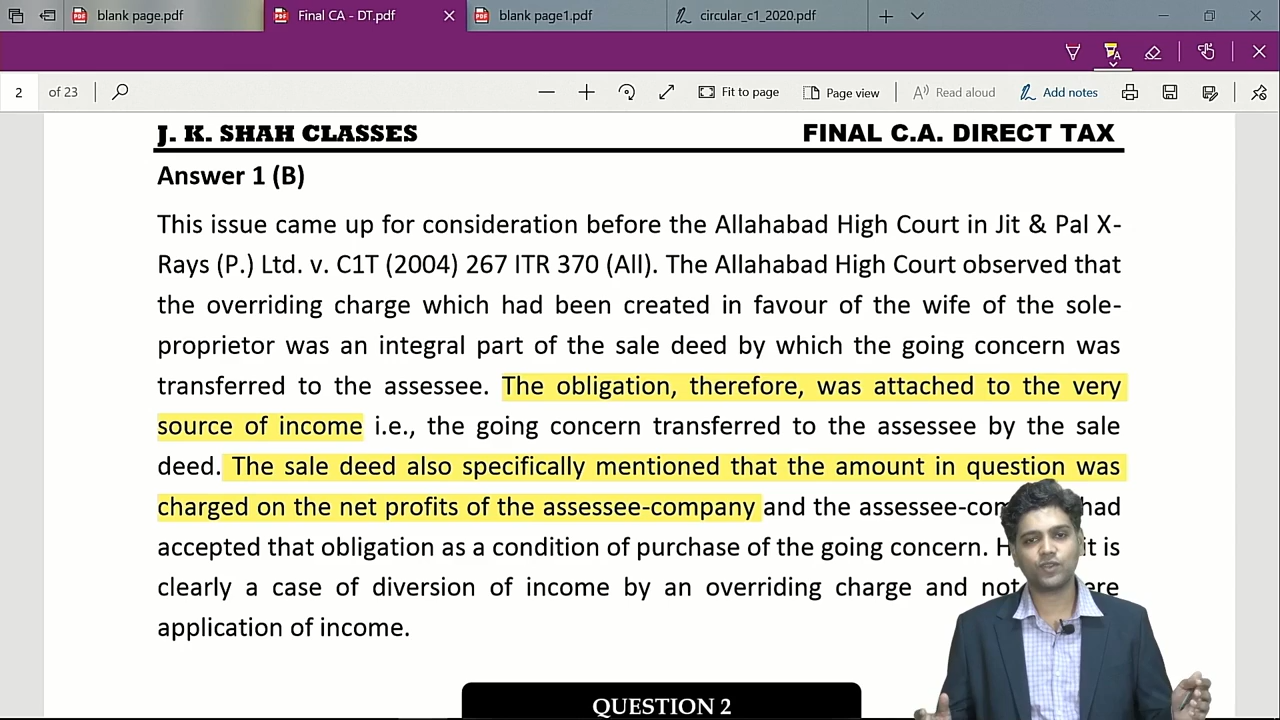 blank page.pdf
Final CA - DT.pdf
blank page1.pdf
circular_c1_2020.pdf
2 of 23
Fit to page
Page view
Read aloud
Add notes
J. K. SHAH CLASSES FINAL C.A. DIRECT TAX
Answer 1 (B)
This issue came up for consideration before the Allahabad High Court in Jit & Pal X-
Rays (P.) Ltd. v. C1T (2004) 267 ITR 370 (All). The Allahabad High Court observed that
the overriding charge which had been created in favour of the wife of the sole-
proprietor was an integral part of the sale deed by which the going concern was
transferred to the assessee. The obligation, therefore, was attached to the very
source of income i.e., the going concern transferred to the assessee by the sale
deed. The sale deed also specifically mentioned that the amount in question was
charged on the net profits of the assessee-company and the had
accepted that obligation as a condition of purchase of the going concern. it is
clearly a case of diversion of income by an overriding charge and
application of income.
QUESTION 2